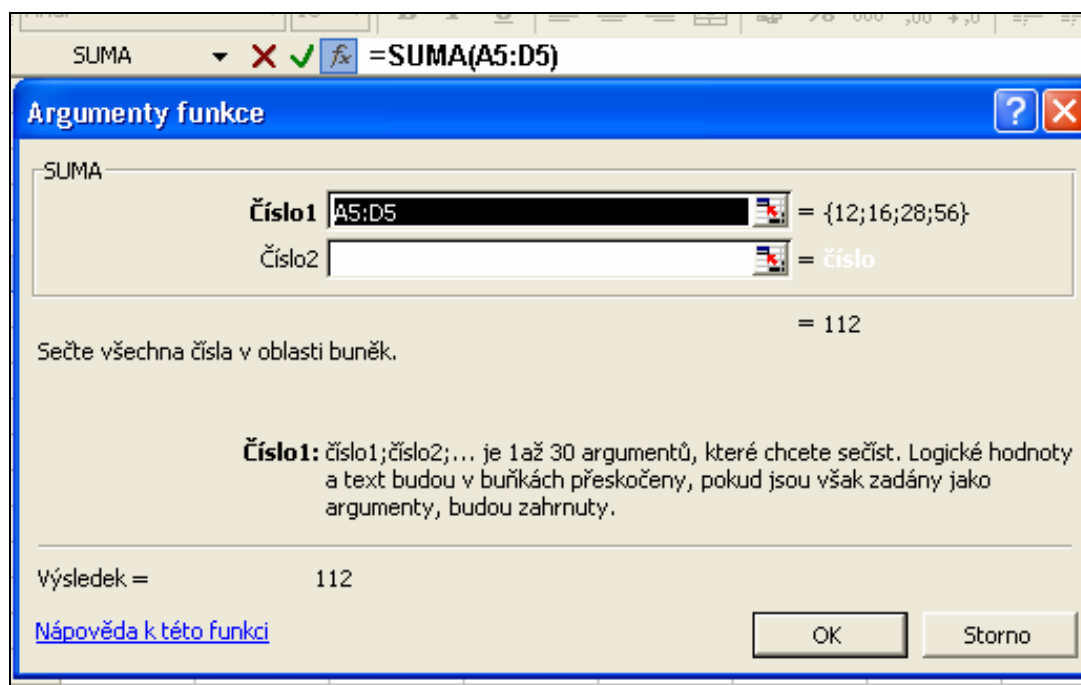 SUMA =SUMA(A5:D5)
Argumenty funkce
SUMA
Číslo1 A5:D5 = {12;16;28;56}
Číslo2 = číslo
= 112
Sečte všechna čísla v oblasti buněk.
Číslo1: číslo1;číslo2;... je 1až 30 argumentů, které chcete sečíst. Logické hodnoty
a text budou v buňkách přeskočeny, pokud jsou však zadány jako
argumenty, budou zahrnuty.
Výsledek = 112
Nápověda k této funkci OK Storno